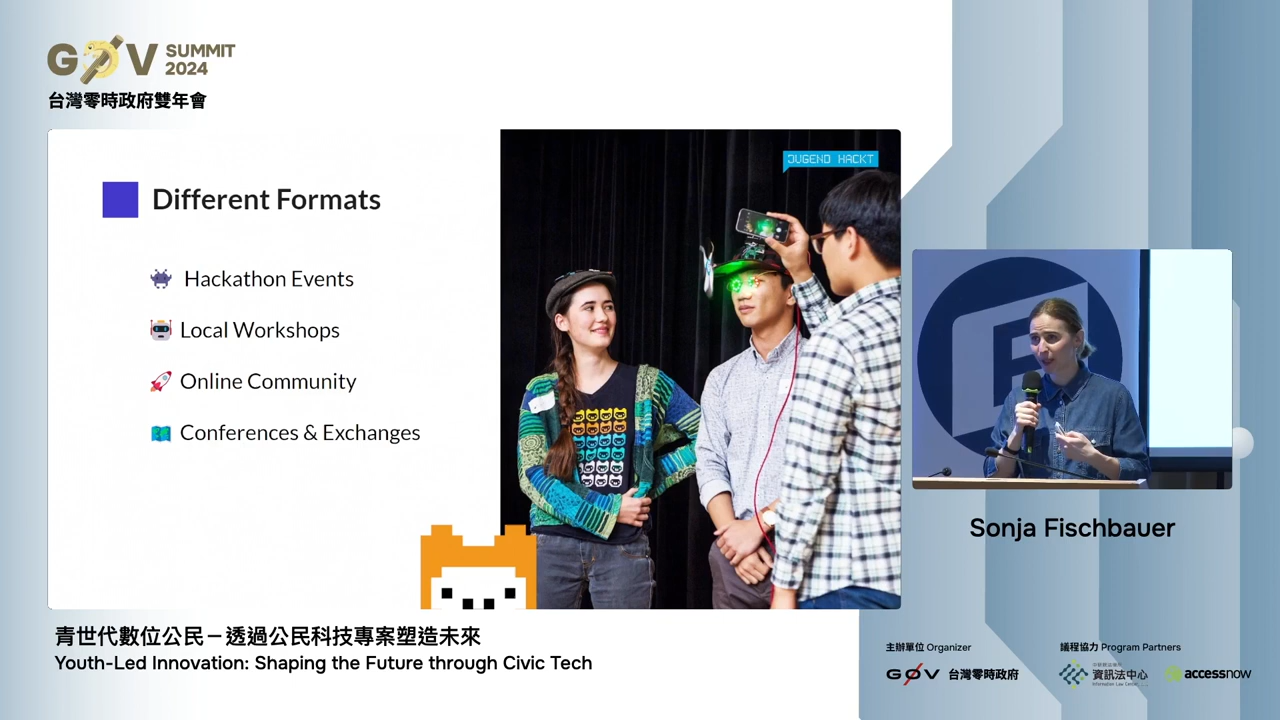 G0V SUMMIT 2024
台灣零時政府雙年會
Different Formats
Hackathon Events
Local Workshops
Online Community
Conferences & Exchanges
JUGEND HACKT
Sonja Fischbauer
青世代數位公民－透過公民科技專案塑造未來
Youth-Led Innovation: Shaping the Future through Civic Tech
主辦單位 Organizer
G0V 台灣零時政府
議程協力 Program Partners
資訊法中心
Information Law Center
accessnow